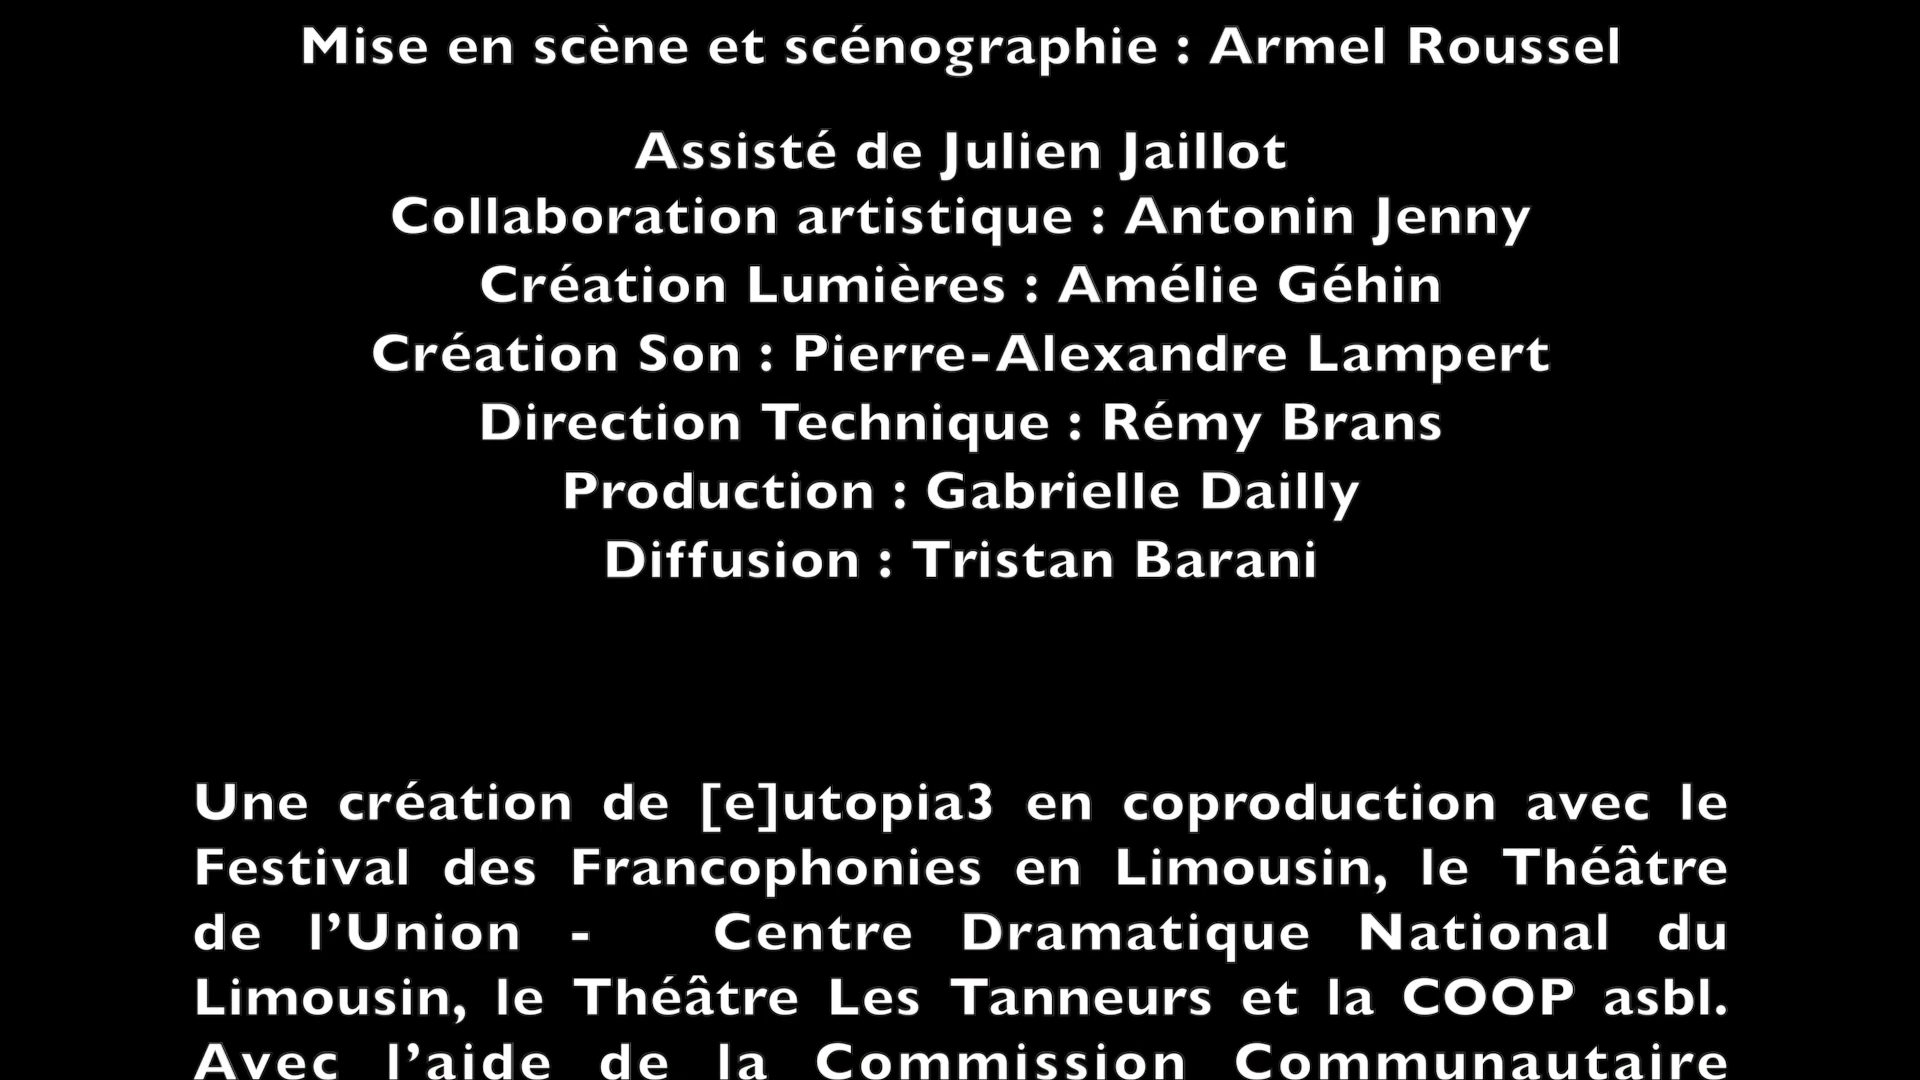 Mise en scène et scénographie : Armel Roussel
Assisté de Julien Jaillot
Collaboration artistique : Antonin Jenny
Création Lumières : Amélie Géhin
Création Son : Pierre-Alexandre Lampert
Direction Technique : Rémy Brans
Production : Gabrielle Dailly
Diffusion : Tristan Barani
Une création de [e]utopia3 en coproduction avec le
Festival des Francophonies en Limousin, le Théâtre
de l’Union - Centre Dramatique National du
Limousin, le Théâtre Les Tanneurs et la COOP asbl.
Avec l’aide de la Commission Communautaire